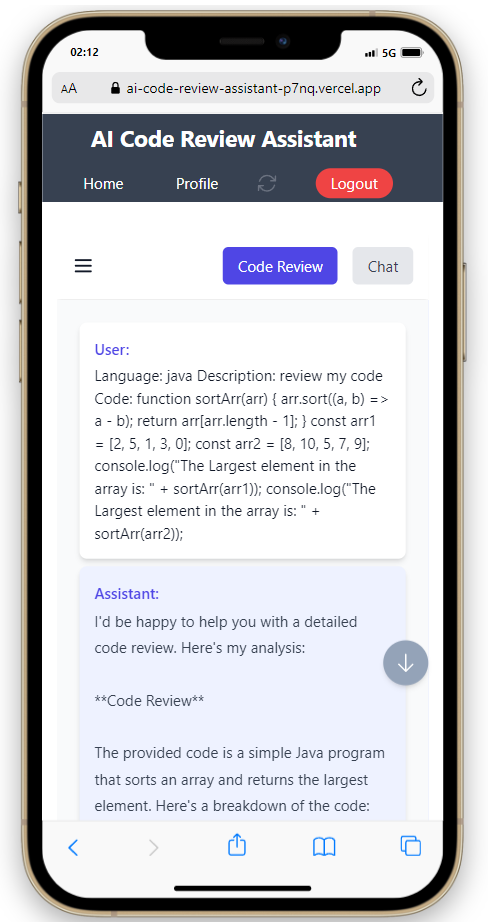 02:12
5G
AA
ai-code-review-assistant-p7nq.vercel.app
AI Code Review Assistant
Home
Profile
Logout
Code Review
Chat
User:
Language: java Description: review my code
Code: function sortArr(arr) { arr.sort((a, b) =>
a - b); return arr[arr.length - 1]; } const arr1
= [2, 5, 1, 3, 0]; const arr2 = [8, 10, 5, 7, 9];
console.log("The Largest element in the
array is: " + sortArr(arr1)); console.log("The
Largest element in the array is: " +
sortArr(arr2));
Assistant:
I'd be happy to help you with a detailed
code review. Here's my analysis:
**Code Review**
The provided code is a simple Java program
that sorts an array and returns the largest
element. Here's a breakdown of the code: